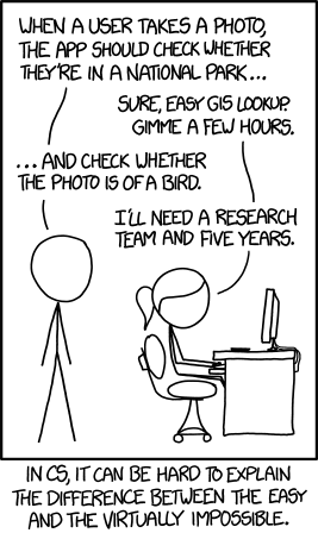 WHEN A USER TAKES A PHOTO,
THE APP SHOULD CHECK WHETHER
THEY'RE IN A NATIONAL PARK...
SURE, EASY GIS LOOKUP.
GIMME A FEW HOURS.
...AND CHECK WHETHER
THE PHOTO IS OF A BIRD.
I'LL NEED A RESEARCH
TEAM AND FIVE YEARS.
IN CS, IT CAN BE HARD TO EXPLAIN
THE DIFFERENCE BETWEEN THE EASY
AND THE VIRTUALLY IMPOSSIBLE.